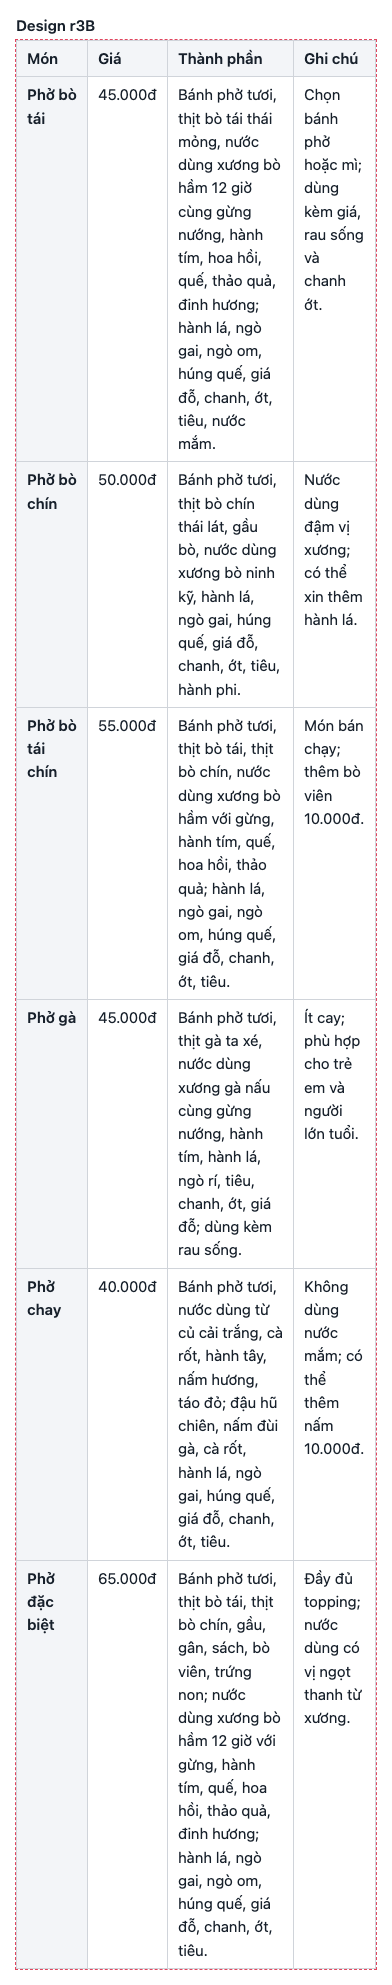 Design r3B
Món Giá Thành phần Ghi chú
Phở bò
tái
45.000đ
Bánh phở tươi,
thịt bò tái thái
mỏng, nước
dùng xương bò
hầm 12 giờ
cùng gừng
nướng, hành
tím, hoa hồi,
quế, thảo quả,
đinh hương;
hành lá, ngò
gai, ngò om,
húng quế, giá
đỗ, chanh, ớt,
tiêu, nước
mắm.
Chọn
bánh
phở
hoặc mì;
dùng
kèm giá,
rau sống
và
chanh
ớt.
Phở bò
chín
50.000đ
Bánh phở tươi,
thịt bò chín
thái lát, gầu
bò, nước dùng
xương bò ninh
kỹ, hành lá,
ngò gai, húng
quế, giá đỗ,
chanh, ớt, tiêu,
hành phi.
Nước
dùng
đậm vị
xương;
có thể
xin thêm
hành lá.
Phở bò
tái
chín
55.000đ
Bánh phở tươi,
thịt bò tái, thịt
bò chín, nước
dùng xương bò
hầm với gừng,
hành tím, quế,
hoa hồi, thảo
quả; hành lá,
ngò gai, ngò
om, húng quế,
giá đỗ, chanh,
ớt, tiêu.
Món bán
chạy;
thêm bò
viên
10.000đ.
Phở gà
45.000đ
Bánh phở tươi,
thịt gà ta xé,
nước dùng
xương gà nấu
cùng gừng
nướng, hành
tím, hành lá,
ngò rí, tiêu,
chanh, ớt, giá
đỗ; dùng kèm
rau sống.
Ít cay;
phù hợp
cho trẻ
em và
người
lớn tuổi.
Phở
chay
40.000đ
Bánh phở tươi,
nước dùng từ
củ cải trắng, cà
rốt, hành tây,
nấm hương,
táo đỏ; đậu hũ
chiên, nấm đùi
gà, cà rốt,
hành lá, ngò
gai, húng quế,
giá đỗ, chanh,
ớt, tiêu.
Không
dùng
nước
mắm; có
thể
thêm
nấm
10.000đ.
Phở
đặc
biệt
65.000đ
Bánh phở tươi,
thịt bò tái, thịt
bò chín, gầu,
gân, sách, bò
viên, trứng
non; nước
dùng xương bò
hầm 12 giờ với
gừng, hành
tím, quế, hoa
hồi, thảo quả,
đinh hương;
hành lá, ngò
gai, ngò om,
húng quế, giá
đỗ, chanh, ớt,
tiêu.
Đầy đủ
topping;
nước
dùng có
vị ngọt
thanh từ
xương.